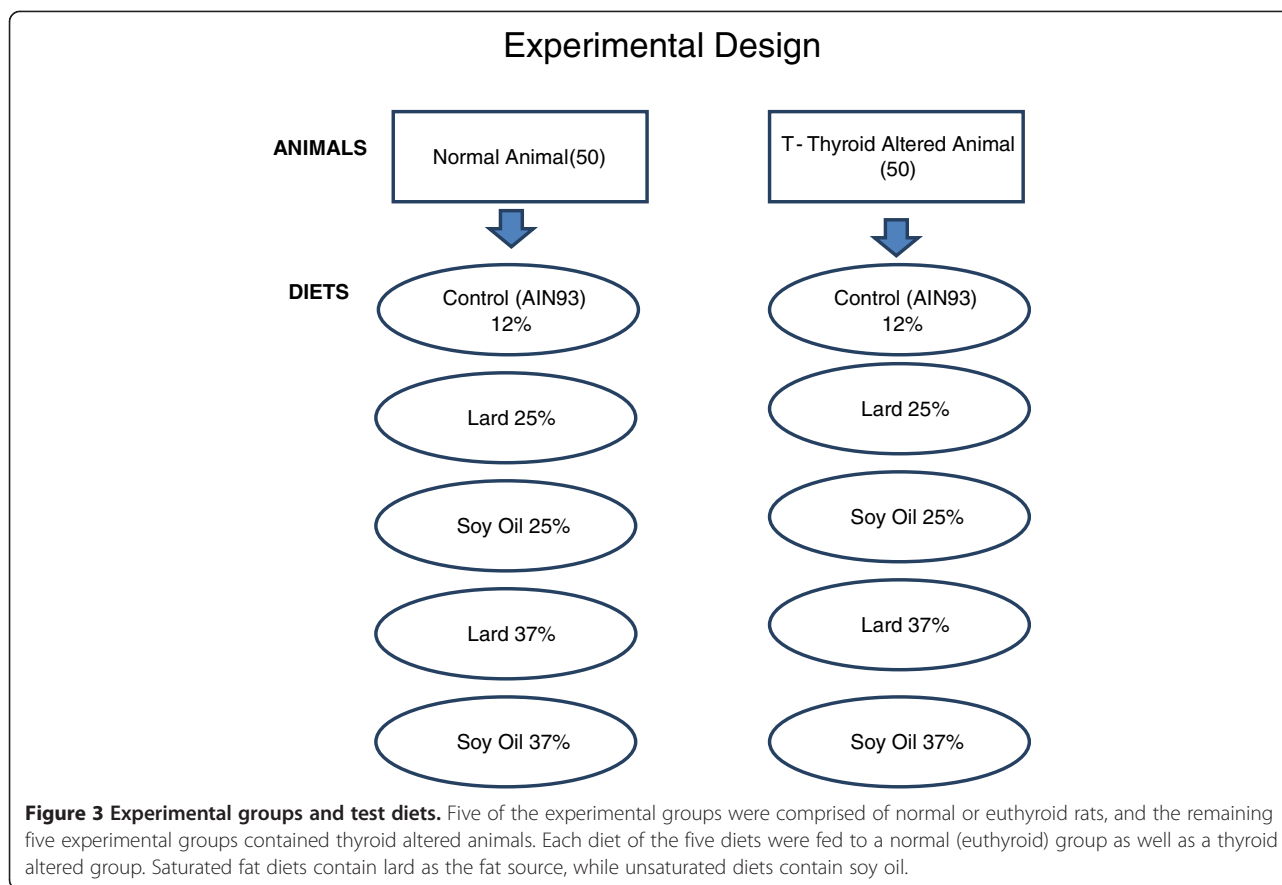 Experimental Design
ANIMALS
Normal Animal(50)
T- Thyroid Altered Animal
(50)
DIETS
Control (AIN93)
12%
Control (AIN93)
12%
Lard 25%
Lard 25%
Soy Oil 25%
Soy Oil 25%
Lard 37%
Lard 37%
Soy Oil 37%
Soy Oil 37%
Figure 3 Experimental groups and test diets. Five of the experimental groups were comprised of normal or euthyroid rats, and the remaining
five experimental groups contained thyroid altered animals. Each diet of the five diets were fed to a normal (euthyroid) group as well as a thyroid
altered group. Saturated fat diets contain lard as the fat source, while unsaturated diets contain soy oil.